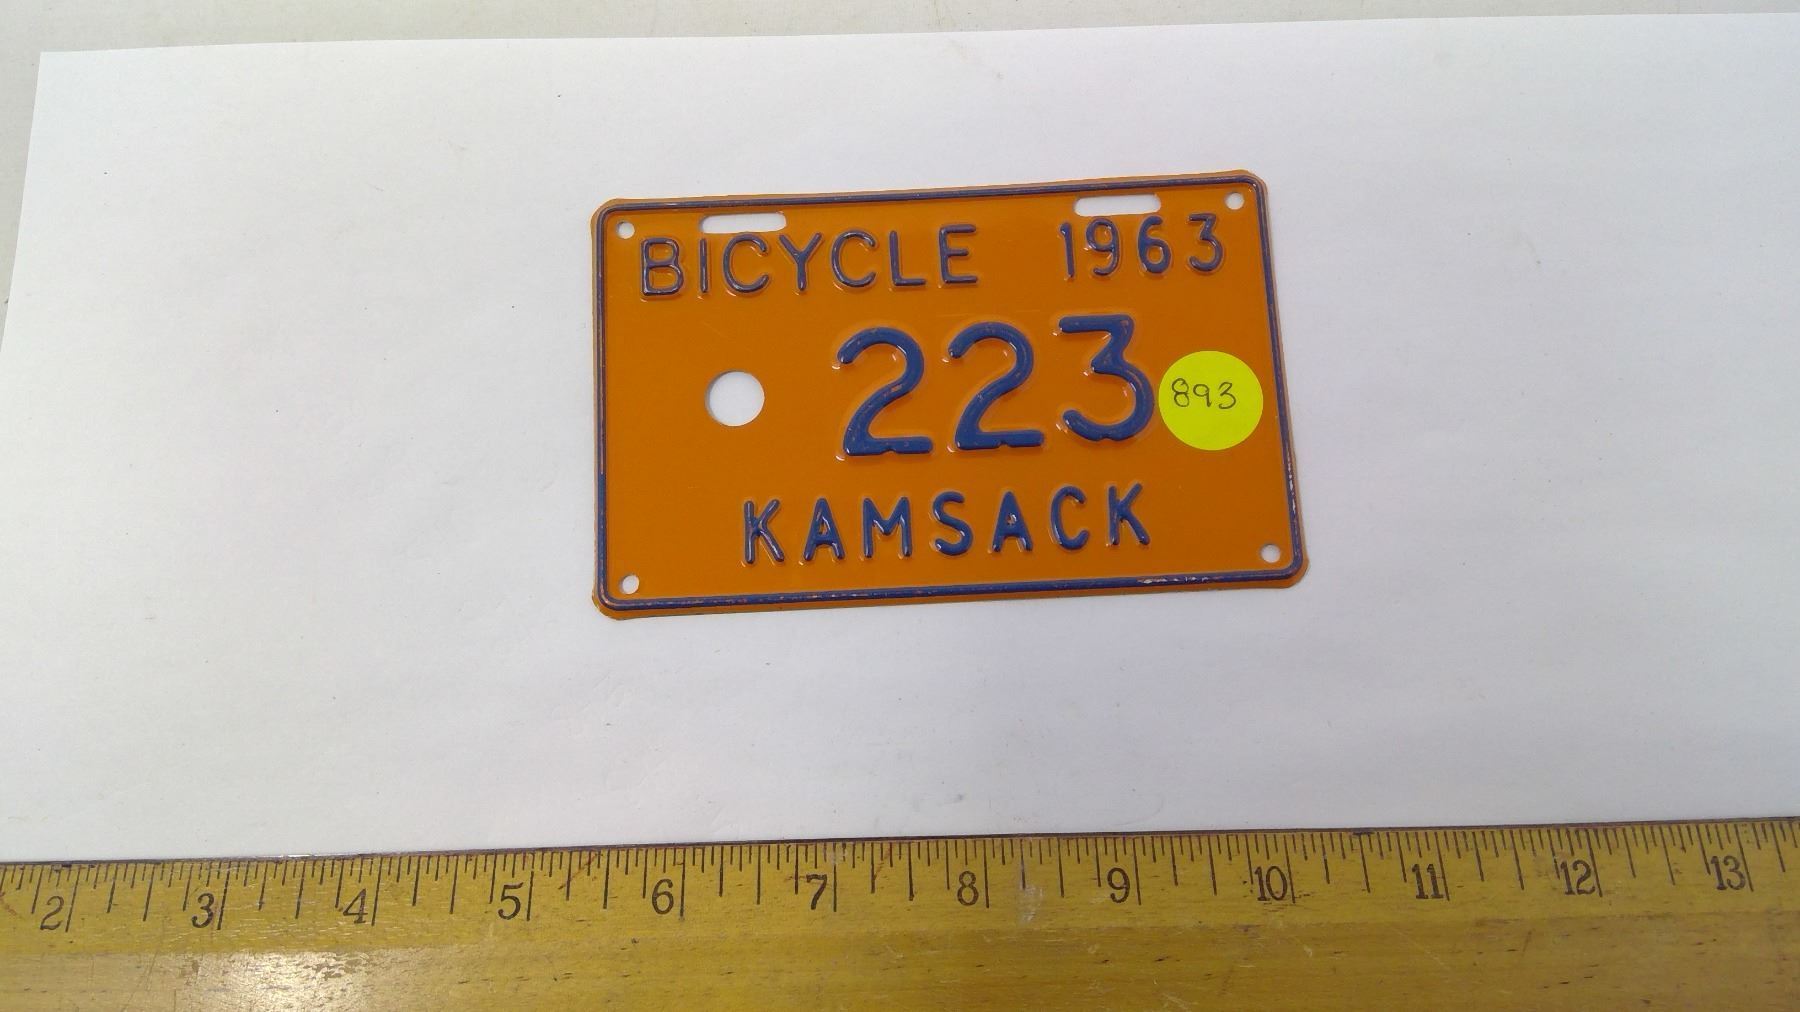 BICYCLE 1963
223
893
KAMSACK
2 3 4 5 6 7 8 9 10 11 12 13